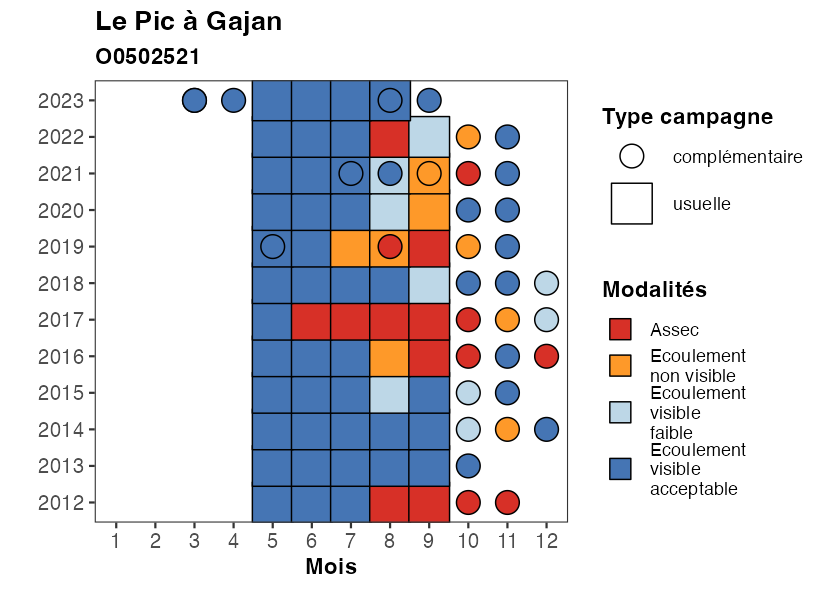 Le Pic à Gajan
O0502521
2023
2022
2021
2020
2019
2018
2017
2016
2015
2014
2013
2012
1 2 3 4 5 6 7 8 9 10 11 12
Mois
Type campagne
complémentaire
usuelle
Modalités
Assec
Ecoulement
non visible
Ecoulement
visible
faible
Ecoulement
visible
acceptable